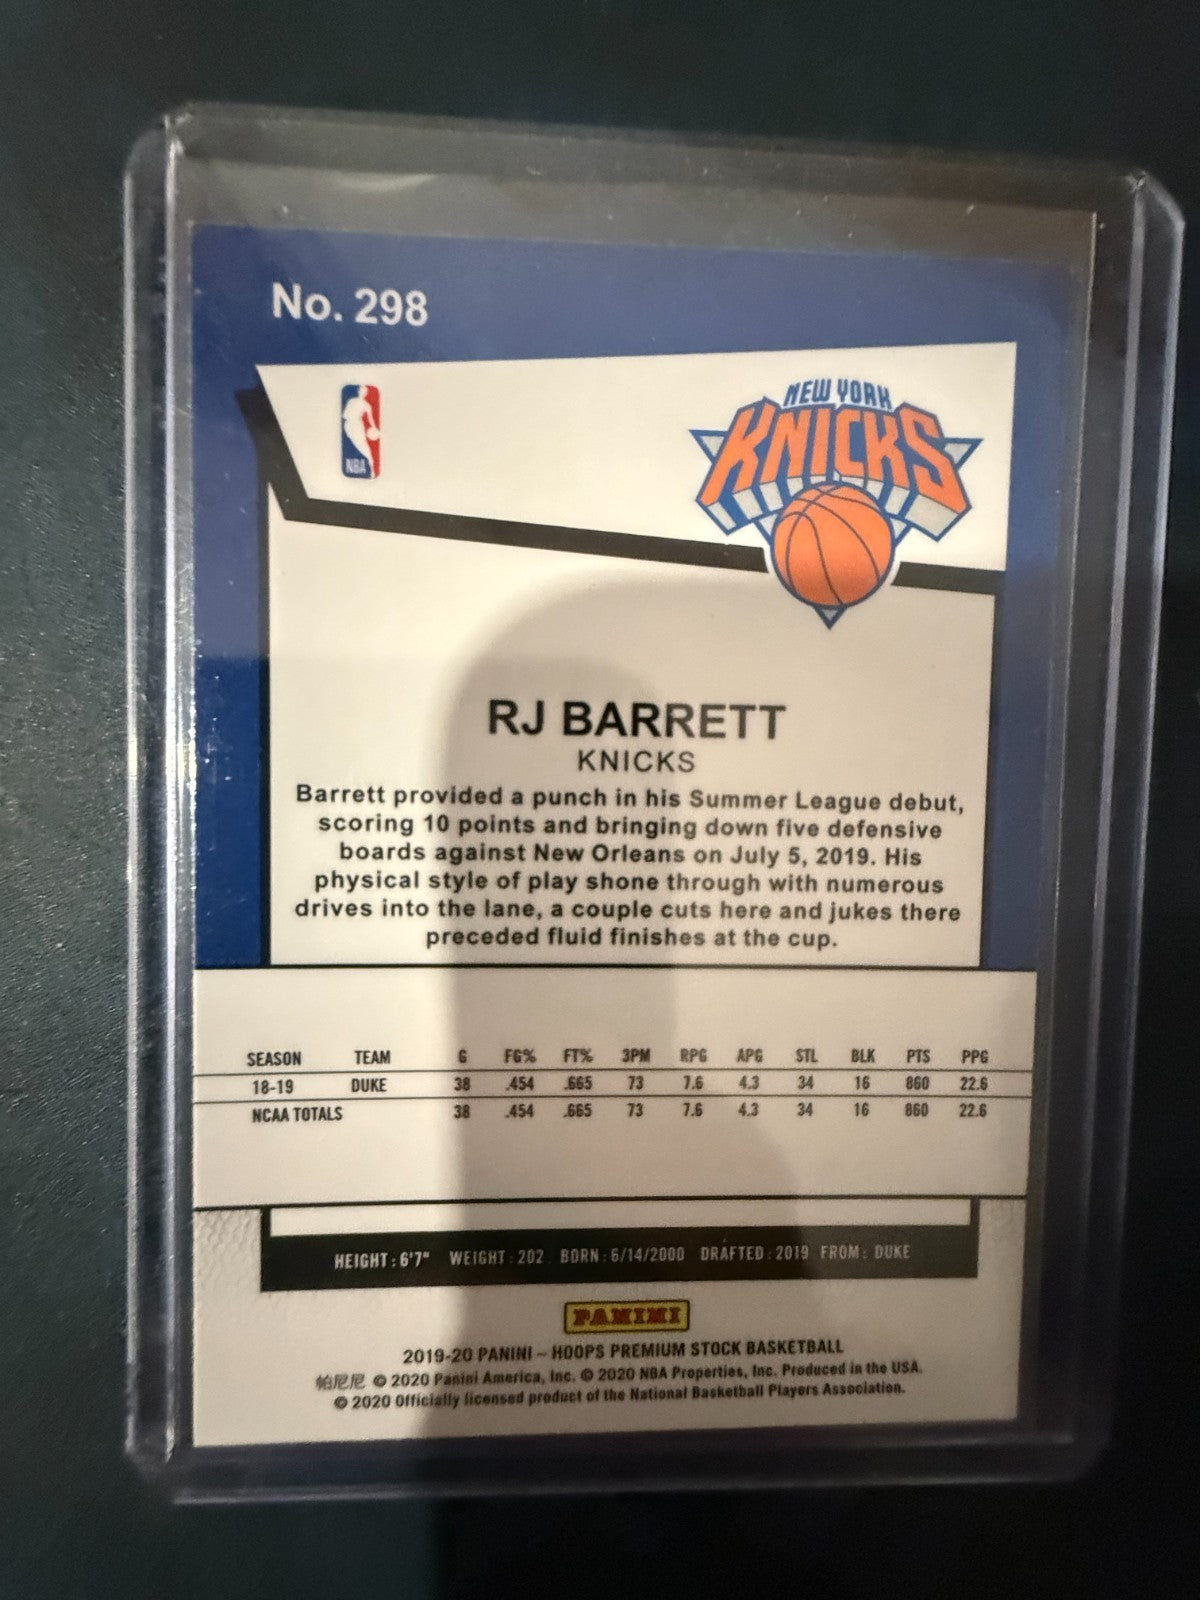 No. 298
NBA
NEW YORK
KNICKS
RJ BARRETT
KNICKS
Barrett provided a punch in his Summer League debut,
scoring 10 points and bringing down five defensive
boards against New Orleans on July 5, 2019. His
physical style of play shone through with numerous
drives into the lane, a couple cuts here and jukes there
preceded fluid finishes at the cup.
SEASON TEAM G FG% FT% 3PM RPG APG STL BLK PTS PPG
18-19 DUKE 38 .454 .665 73 7.6 4.3 34 16 860 22.6
NCAA TOTALS 38 .454 .665 73 7.6 4.3 34 16 860 22.6
HEIGHT: 6'7" WEIGHT: 202 BORN: 6/14/2000 DRAFTED: 2019 FROM: DUKE
PANINI
2019-20 PANINI – HOOPS PREMIUM STOCK BASKETBALL
帕尼尼 © 2020 Panini America, Inc. © 2020 NBA Properties, Inc. Produced in the USA.
© 2020 Officially licensed product of the National Basketball Players Association.